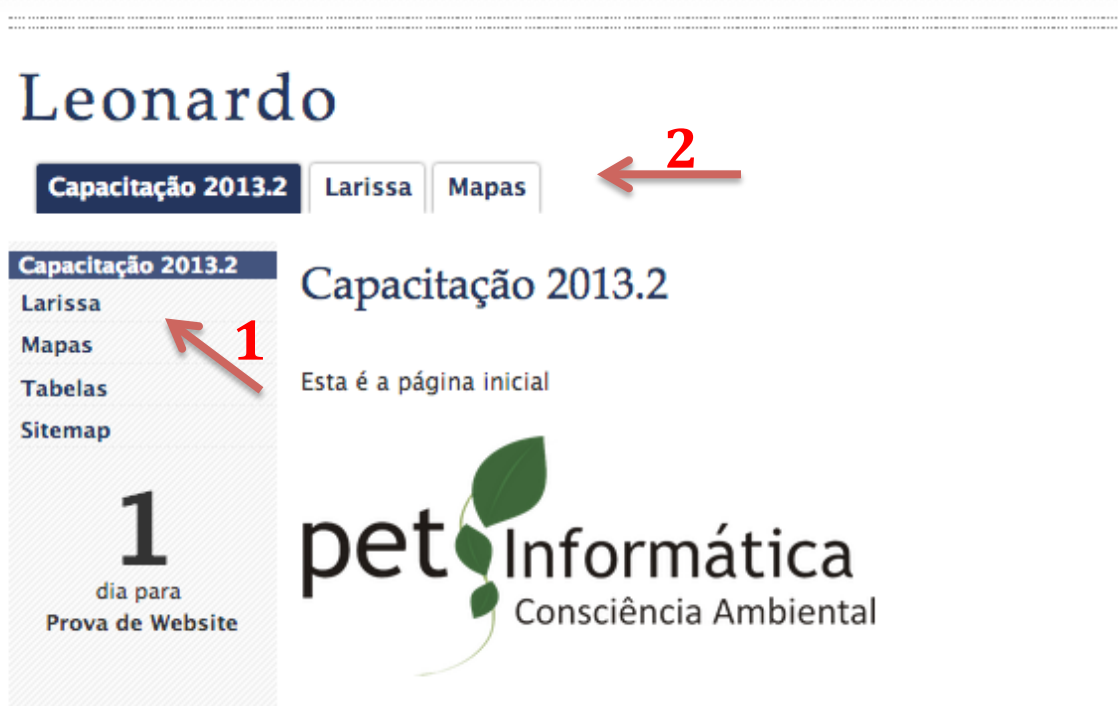 Leonardo
2
Capacitação 2013.2 Larissa Mapas
Capacitação 2013.2
Larissa
Mapas
Tabelas
Sitemap
1
1
dia para
Prova de Website
Capacitação 2013.2
Esta é a página inicial
pet Informática
Consciência Ambiental